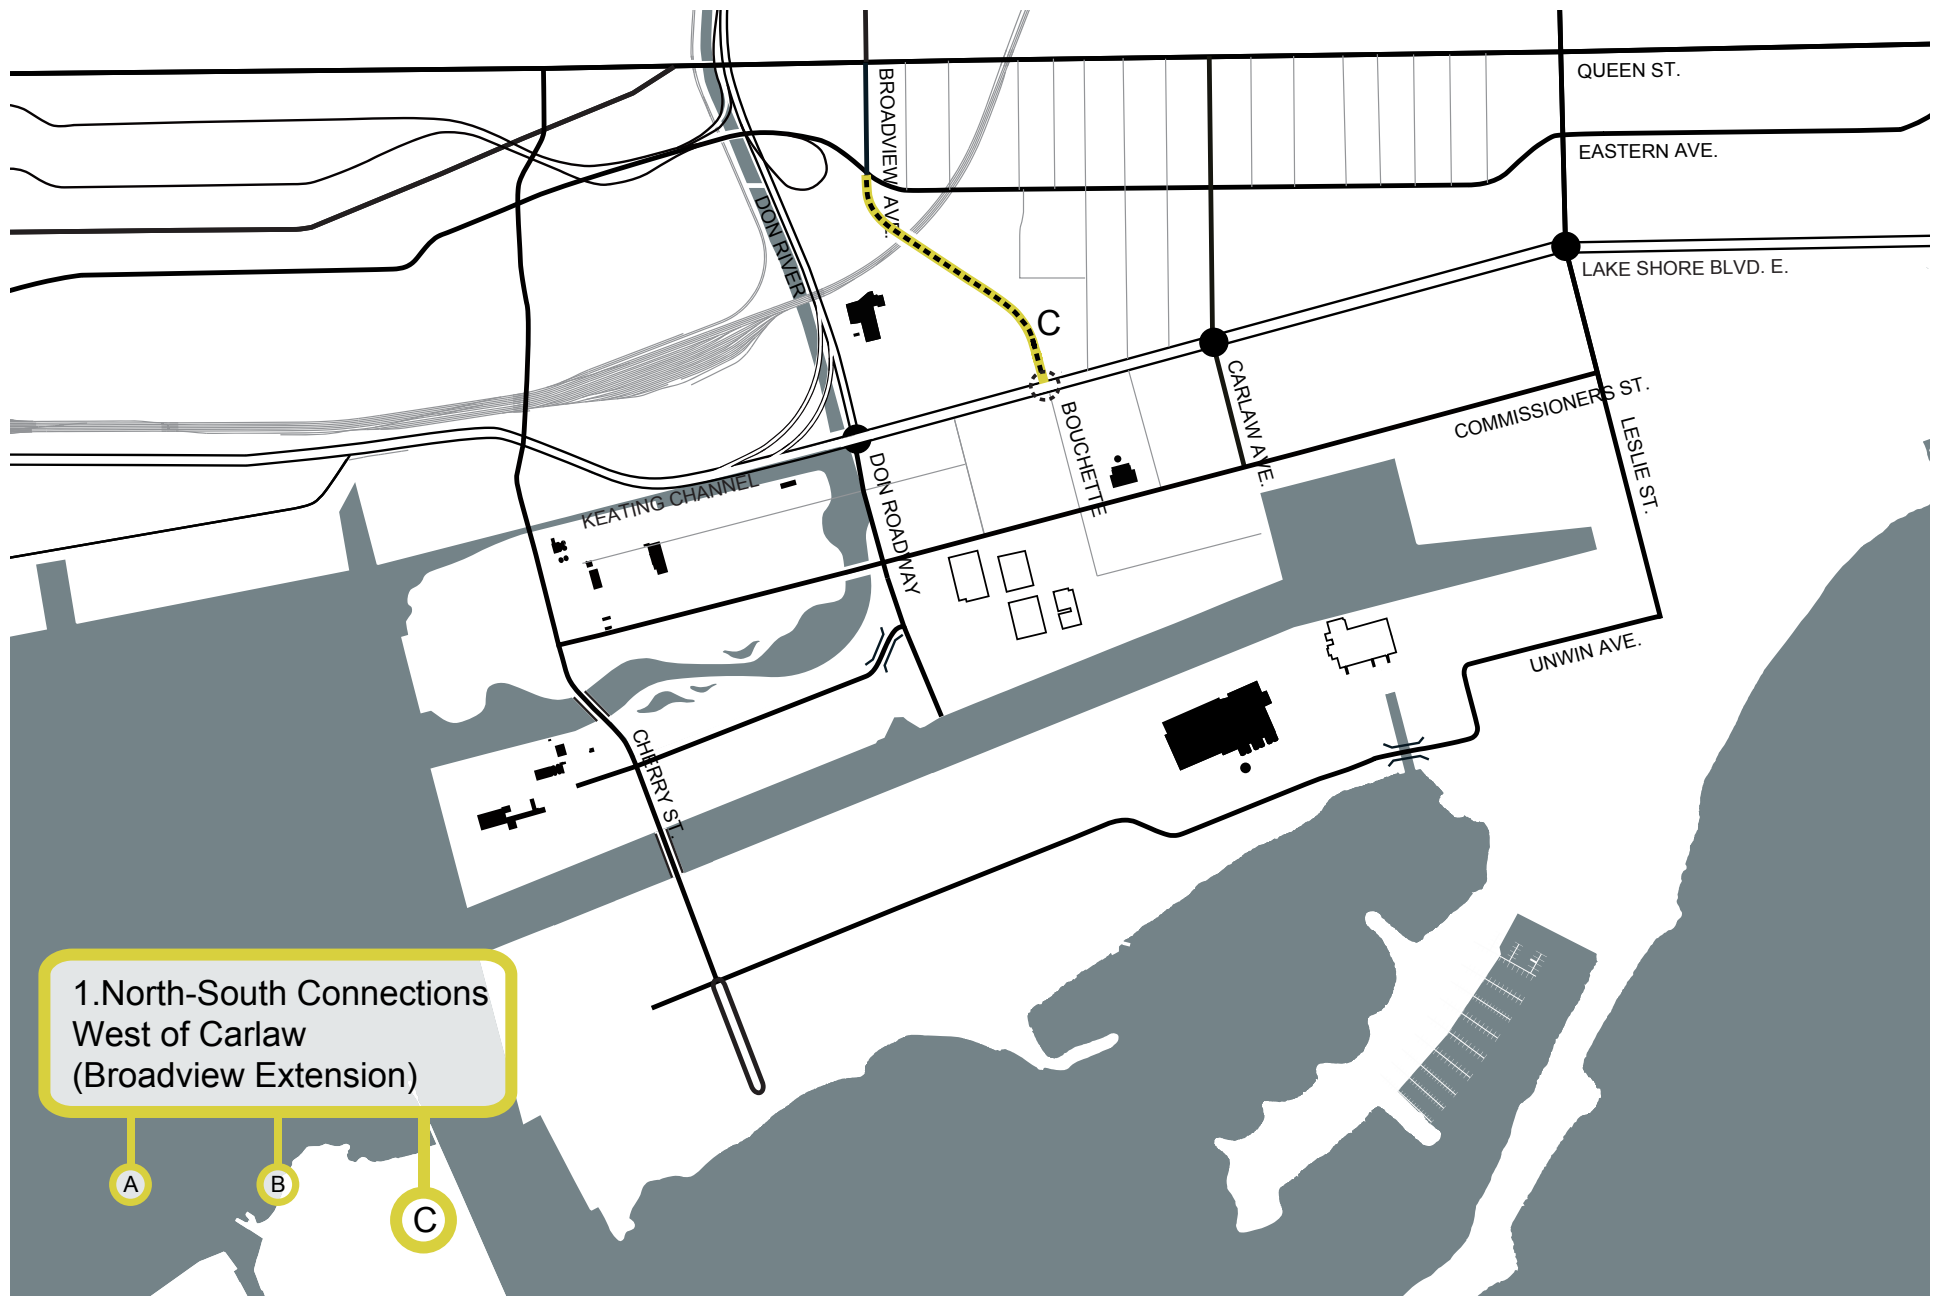 QUEEN ST.
BROADVIEW AVE.
EASTERN AVE.
DON RIVER
LAKE SHORE BLVD. E.
C
CARLAW AVE.
COMMISSIONERS ST.
BOUCHETTE
LESLIE ST.
DON ROADWAY
KEATING CHANNEL
UNWIN AVE.
CHERRY ST.
1.North-South Connections
West of Carlaw
(Broadview Extension)
A
B
C